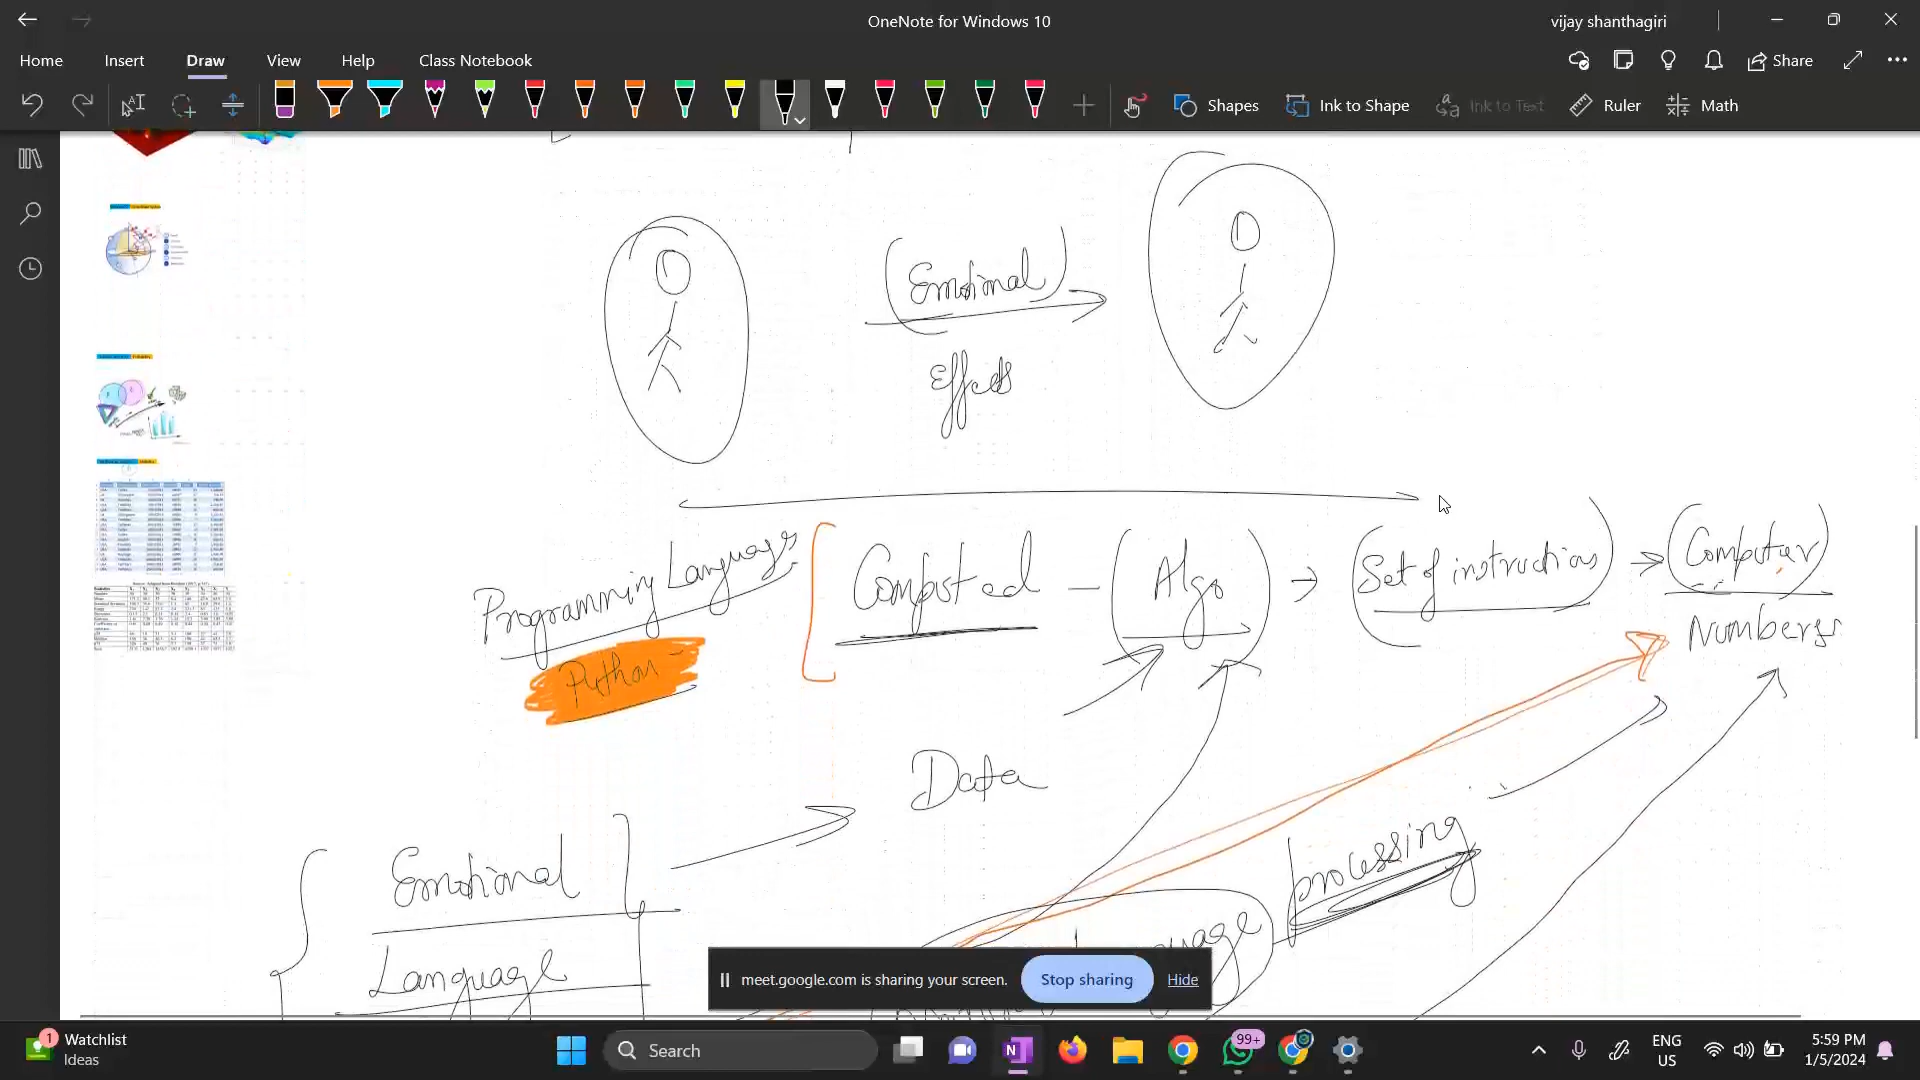 OneNote for Windows 10
vijay shanthagiri
Home
Insert
Draw
View
Help
Class Notebook
Share
Shapes
Ink to Shape
Ink to Text
Ruler
Math
Emotional
Effects
Programming Language
Python
Computed - Algo → Set of instructions → Computer
Numbers
Data
processing
Emotional
Language
meet.google.com is sharing your screen.
Stop sharing
Hide
Watchlist
Ideas
1
Search
99+
ENG
US
5:59 PM
1/5/2024